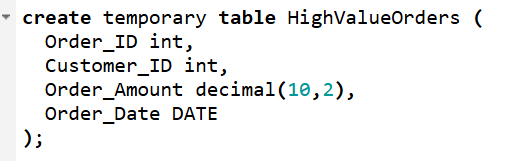 create temporary table HighValueOrders (
Order_ID int,
Customer_ID int,
Order_Amount decimal(10,2),
Order_Date DATE
);